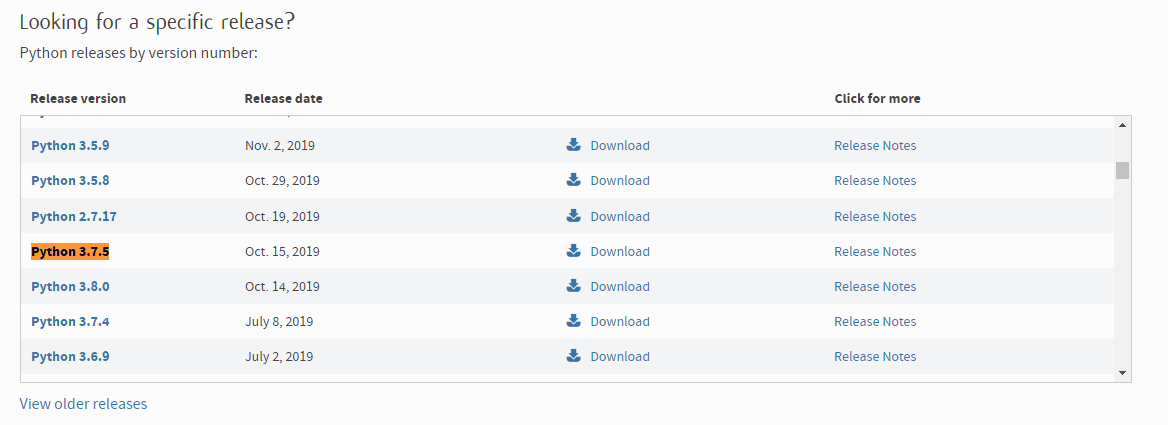 Looking for a specific release?
Python releases by version number:
Release version Release date Click for more
Python 3.5.9 Nov. 2, 2019 Download Release Notes
Python 3.5.8 Oct. 29, 2019 Download Release Notes
Python 2.7.17 Oct. 19, 2019 Download Release Notes
Python 3.7.5 Oct. 15, 2019 Download Release Notes
Python 3.8.0 Oct. 14, 2019 Download Release Notes
Python 3.7.4 July 8, 2019 Download Release Notes
Python 3.6.9 July 2, 2019 Download Release Notes
View older releases